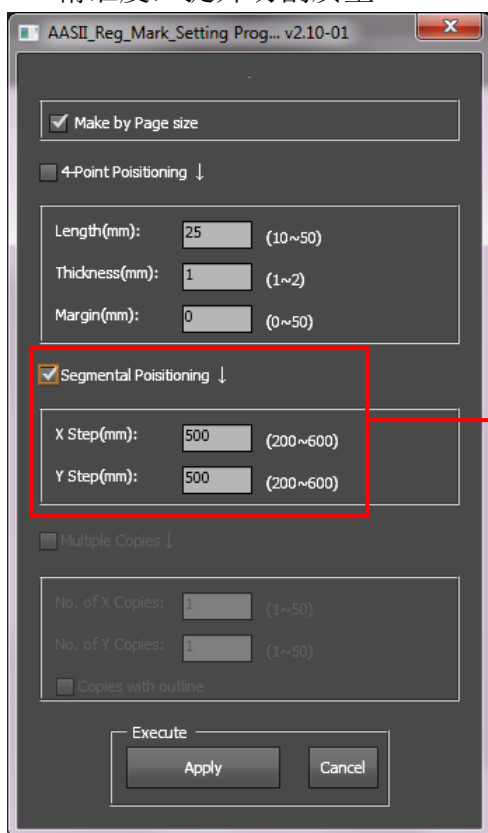 AASII_Reg_Mark_Setting Prog... v2.10-01
Make by Page size
4-Point Poisitioning ↓
Length(mm): 25 (10~50)
Thickness(mm): 1 (1~2)
Margin(mm): 0 (0~50)
Segmental Poisitioning ↓
X Step(mm): 500 (200~600)
Y Step(mm): 500 (200~600)
Multiple Copies ↓
No. of X Copies: 1 (1~50)
No. of Y Copies: 1 (1~50)
Copies with outline
Execute
Apply Cancel